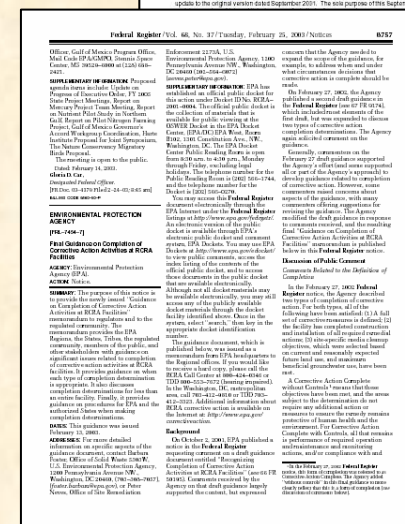 update to the original version dated September 2001. The sole purpose of this Septem
Federal Register / Vol. 68, No. 37 / Tuesday, February 25, 2003 / Notices 8757
Officer, Gulf of Mexico Program Office,
Mail Code EPA/GMPO, Stennis Space
Center, MS 39529–6000 at (228) 688–
2421.
SUPPLEMENTARY INFORMATION: Proposed
agenda items include: Update on
Progress of Executive Order, FY 2003
State Project Meetings, Report on
Mercury Project Team Meeting, Report
on Nutrient Pilot Study in Northern
Gulf, Report on Pilot Nitrogen Farming
Project, Gulf of Mexico Governor's
Accord Workgroup Coordination, Harte
Institute Proposal for Joint Symposium,
The Nature Conservancy Migratory
Birds Proposal.
The meeting is open to the public.
Dated: February 14, 2003.
Gloria D. Car,
Designated Federal Officer.
BILLING CODE 6560-50-P
ENVIRONMENTAL PROTECTION
AGENCY
[FRL-7454-7]
Final Guidance on Completion of
Corrective Action Activities at RCRA
Facilities
AGENCY: Environmental Protection
Agency (EPA).
ACTION: Notice.
SUMMARY: The purpose of this notice is
to provide the newly issued "Guidance
on Completion of Corrective Action
Activities at RCRA Facilities"
memorandum to regulators and to the
regulated community. The
memorandum provides the EPA
Regions, the States, Tribes, the regulated
community, members of the public, and
other stakeholders with guidance on
significant issues related to completion
of corrective action activities at RCRA
facilities. It provides guidance on when
each type of completion determination
is appropriate. It also discusses
completion determinations for less than
an entire facility. Finally, it provides
guidance on procedures for EPA and the
authorized States when making
completion determinations.
DATES: This guidance was issued
February 13, 2003.
ADDRESSES: For more detailed
information on specific aspects of the
guidance document, contact Barbara
Foster, Office of Solid Waste 5303W,
U.S. Environmental Protection Agency,
1200 Pennsylvania Avenue NW.,
Washington, DC 20460, (703–308–7057),
(foster.barbara@epa.gov), or Peter
Neves, Office of Site Remediation
Enforcement 2273A, U.S.
Environmental Protection Agency, 1200
Pennsylvania Avenue NW., Washington,
DC 20460 (202–564–6072)
(neves.peter@epa.gov).
SUPPLEMENTARY INFORMATION: EPA has
established an official public docket for
this action under Docket ID No. RCRA–
2001–0004. The official public docket is
the collection of materials that is
available for public viewing at the
OSWER Docket in the EPA Docket
Center, (EPA/DC) EPA West, Room
B102, 1301 Constitution Ave., NW.,
Washington, DC. The EPA Docket
Center Public Reading Room is open
from 8:30 a.m. to 4:30 p.m., Monday
through Friday, excluding legal
holidays. The telephone number for the
Public Reading Room is (202) 566–1744,
and the telephone number for the
Docket is (202) 566–0270.
You may access this Federal Register
document electronically through the
EPA Internet under the Federal Register
listings at http://www.epa.gov/fedrgstr.
An electronic version of the public
docket is available through EPA's
electronic public docket and comment
system, EPA Dockets. You may use EPA
Dockets at http://www.epa.gov/edocket/
to view public comments, access the
index listing of the contents of the
official public docket, and to access
those documents in the public docket
that are available electronically.
Although not all docket materials may
be available electronically, you may still
access any of the publicly available
docket materials through the docket
facility identified above. Once in the
system, select "search," then key in the
appropriate docket identification
number.
The guidance document, which is
published below, was issued as a
memorandum from EPA headquarters to
the Regional offices. If you would like
to receive a hard copy, please call the
RCRA Call Center at 800–424–9346 or
TDD 800–553–7672 (hearing impaired).
In the Washington, DC, metropolitan
area, call 703–412–9810 or TDD 703–
412–3323. Additional information about
RCRA corrective action is available on
the Internet at: http://www.epa.gov/
correctiveaction.
Background
On October 2, 2001, EPA published a
notice in the Federal Register
requesting comment on a draft guidance
document entitled "Recognizing
Completion of Corrective Action
Activities at RCRA Facilities" (see 66 FR
50195). Comments received by the
Agency on that draft guidance largely
supported the content, but expressed
concern that the Agency needed to
expand the scope of the guidance, for
example, to address when and under
what circumstances decisions that
corrective action is complete should be
made.
On February 27, 2002, the Agency
published a second draft guidance in
the Federal Register (see 67 FR 9174),
which included most elements of the
first draft, but responded to
two types of corrective action
completion determinations. The Agency
again solicited comment on the
guidance.
Generally, commenters on the
February 27 draft guidance supported
the Agency's effort (and some supported
all or part of the Agency's approach) to
develop guidance related to completion
of corrective action. However, some
commenters raised concerns about
aspects of the guidance, with many
commenters offering suggestions for
revising the guidance. The Agency
modified the draft guidance in response
to comments received, and the resulting
final "Guidance on Completion of
Corrective Action Activities at RCRA
Facilities" memorandum is published
below in this Federal Register notice.
Discussion of Public Comment
Comments Related to the Definition of
Completion
In the February 27, 2002 Federal
Register notice, the Agency described
two types of completion of corrective
action. For both types, all of the
following have been satisfied: (1) A full
set of corrective measures is defined; (2)
the facility has completed construction
and installation of all required remedial
actions; (3) site-specific media cleanup
objectives, which were selected based
on current and reasonably expected
future land use, and maximum
beneficial groundwater use, have been
met.
A Corrective Action Complete
without Controls means that those
objectives have been met, and the areas
subject to the determination do not
require any additional action or
measures to ensure the remedy remains
protective of human health and the
environment. For Corrective Action
Complete with Controls, all that remains
is performance of required operation
and maintenance and monitoring
actions, and/or compliance with and